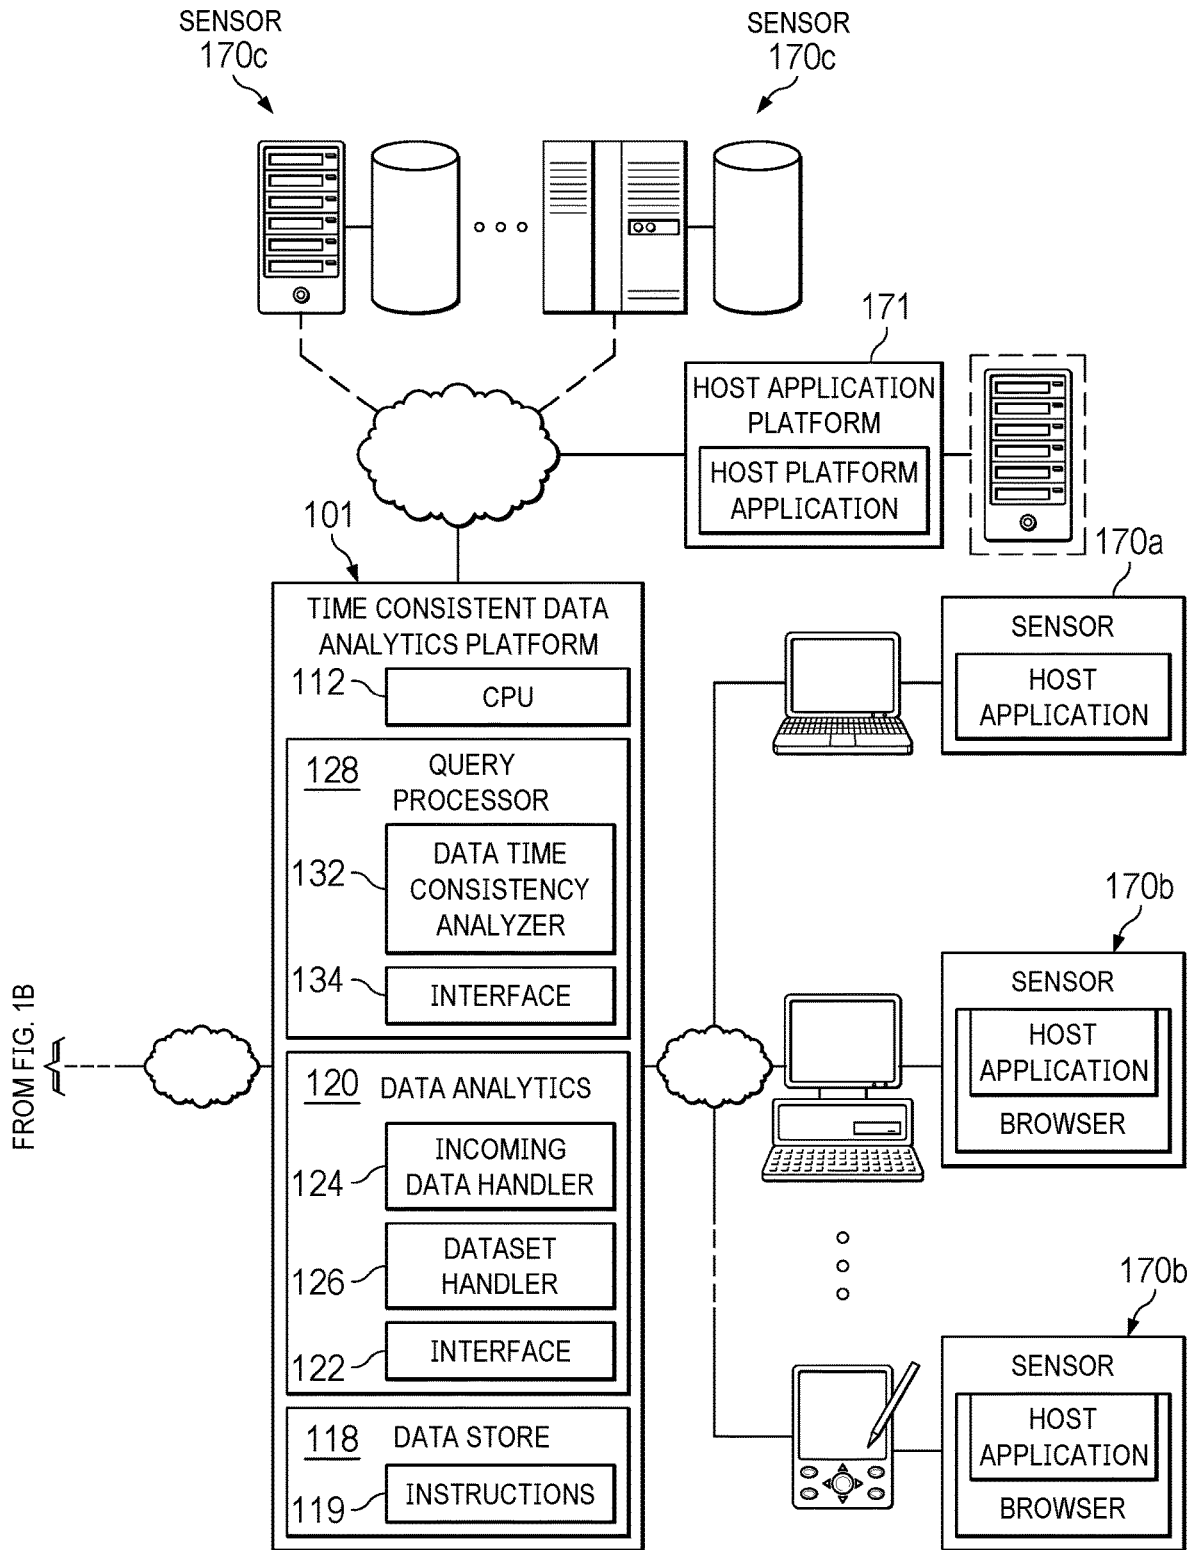 SENSOR
170c
SENSOR
170c
171
HOST APPLICATION
PLATFORM
HOST PLATFORM
APPLICATION
101
TIME CONSISTENT DATA
ANALYTICS PLATFORM
112
CPU
128
QUERY
PROCESSOR
132
DATA TIME
CONSISTENCY
ANALYZER
134
INTERFACE
120
DATA ANALYTICS
124
INCOMING
DATA HANDLER
126
DATASET
HANDLER
122
INTERFACE
118
DATA STORE
119
INSTRUCTIONS
FROM FIG. 1B
170a
SENSOR
HOST
APPLICATION
170b
SENSOR
HOST
APPLICATION
BROWSER
170b
SENSOR
HOST
APPLICATION
BROWSER